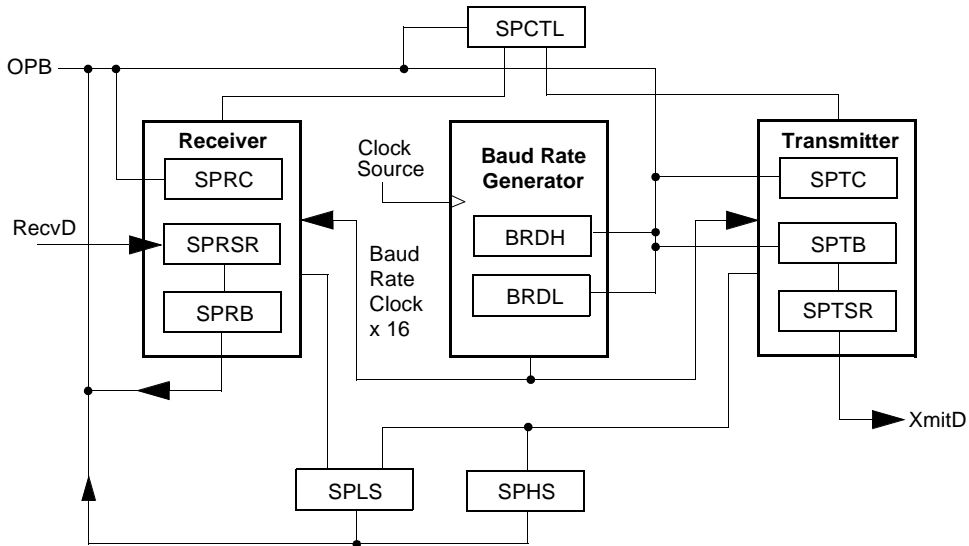 SPCTL
OPB
Receiver
SPRC
RecvD
SPRSR
SPRB
Clock
Source
Baud
Rate
Clock
x 16
Baud Rate
Generator
BRDH
BRDL
Transmitter
SPTC
SPTB
SPTSR
XmitD
SPLS
SPHS